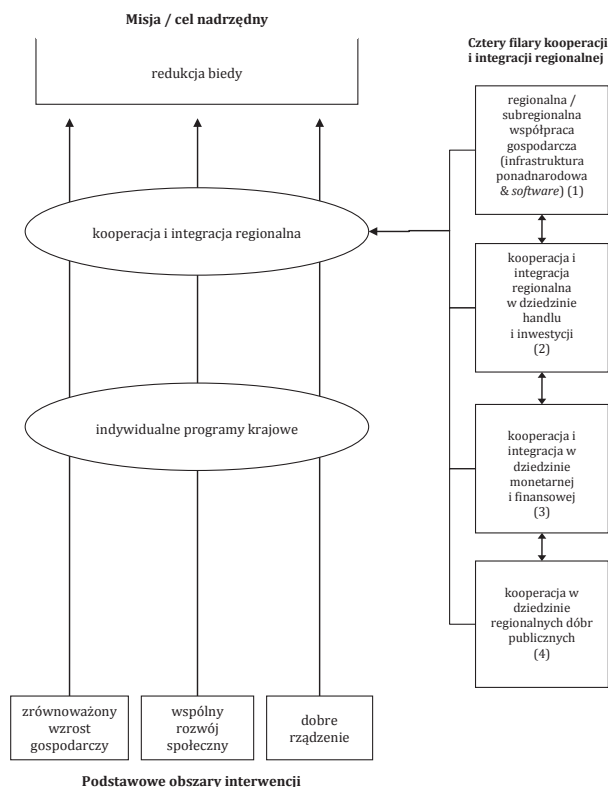 Misja / cel nadrzędny
redukcja biedy
kooperacja i integracja regionalna
indywidualne programy krajowe
zrównoważony
wzrost
gospodarczy
wspólny
rozwój
społeczny
dobre
rządzenie
Podstawowe obszary interwencji
Cztery filary kooperacji
i integracji regionalnej
regionalna /
subregionalna
współpraca
gospodarcza
(infrastruktura
ponadnarodowa
& software) (1)
kooperacja i
integracja
regionalna
w dziedzinie
handlu
i inwestycji
(2)
kooperacja i
integracja w
dziedzinie
monetarnej
i finansowej
(3)
kooperacja w
dziedzinie
regionalnych dóbr
publicznych
(4)